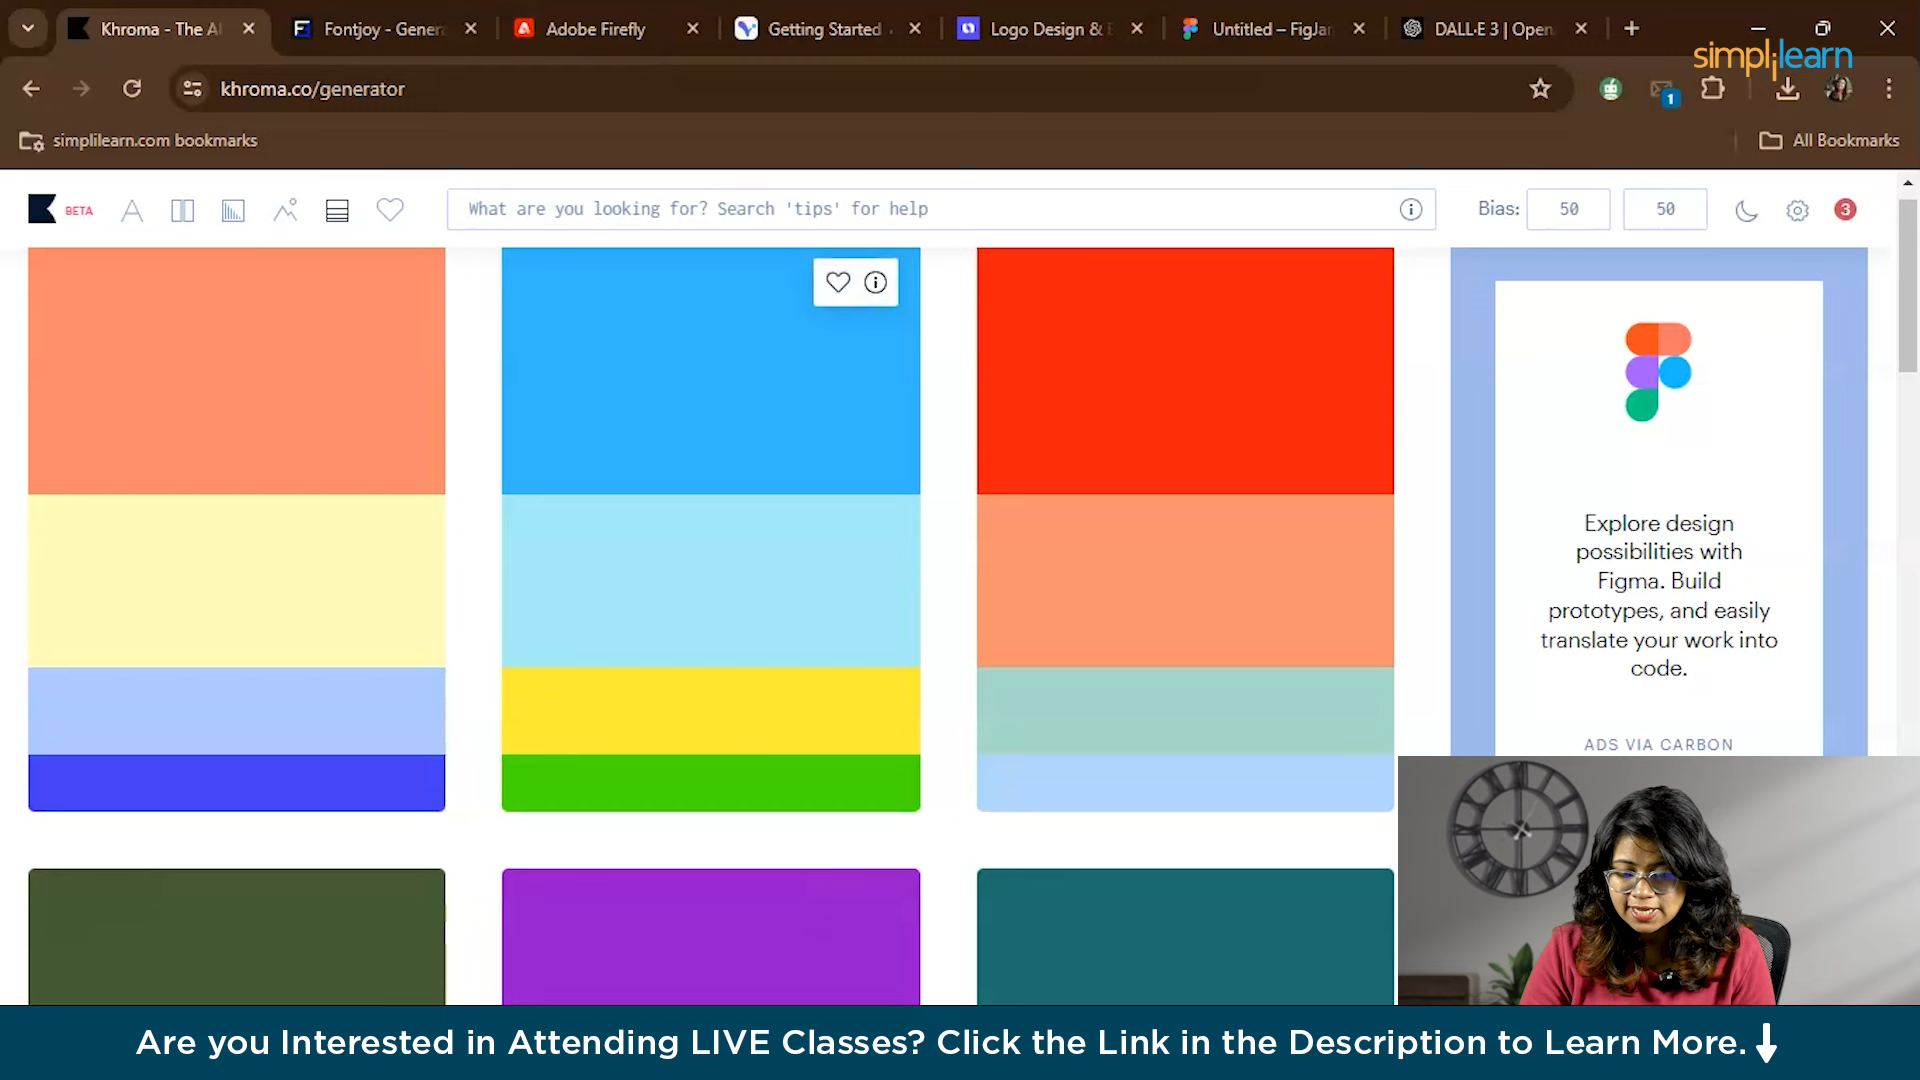 Khroma - The AI
Fontjoy - Genera
Adobe Firefly
Getting Started
Logo Design &
Untitled – FigJam
DALL·E 3 | Open
simplilearn
khroma.co/generator
1
simplilearn.com bookmarks
All Bookmarks
BETA
What are you looking for? Search 'tips' for help
Bias:
50
50
3
Explore design
possibilities with
Figma. Build
prototypes, and easily
translate your work into
code.
ADS VIA CARBON
Are you Interested in Attending LIVE Classes? Click the Link in the Description to Learn More.